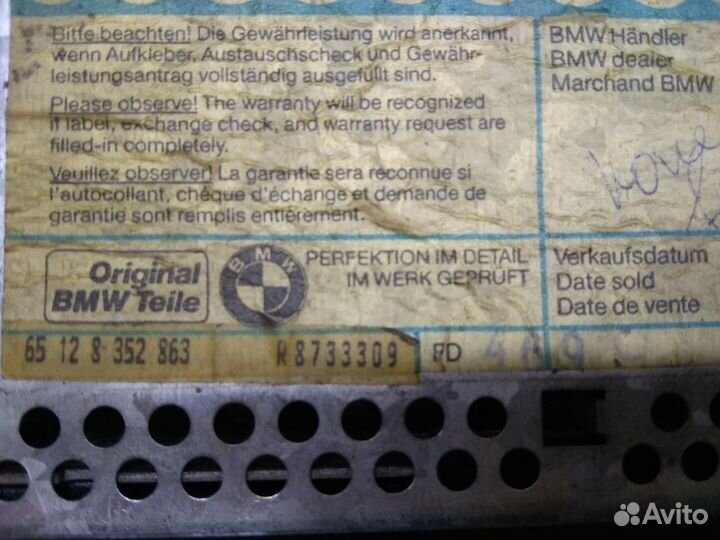 Bitte beachten! Die Gewährleistung wird anerkannt,
wenn Aufkleber, Austauschscheck und Gewähr-
leistungsantrag vollständig ausgefüllt sind.
Please observe! The warranty will be recognized
if label, exchange check, and warranty request are
filled-in completely.
Veuillez observer! La garantie sera reconnue si
l'autocollant, chèque d'échange et demande de
garantie sont remplis entièrement.
BMW Händler
BMW dealer
Marchand BMW
Original
BMW Teile
BMW
PERFEKTION IM DETAIL
IM WERK GEPRÜFT
Verkaufsdatum
Date sold
Date de vente
65 12 8 352 863
R8733309
FD
Avito